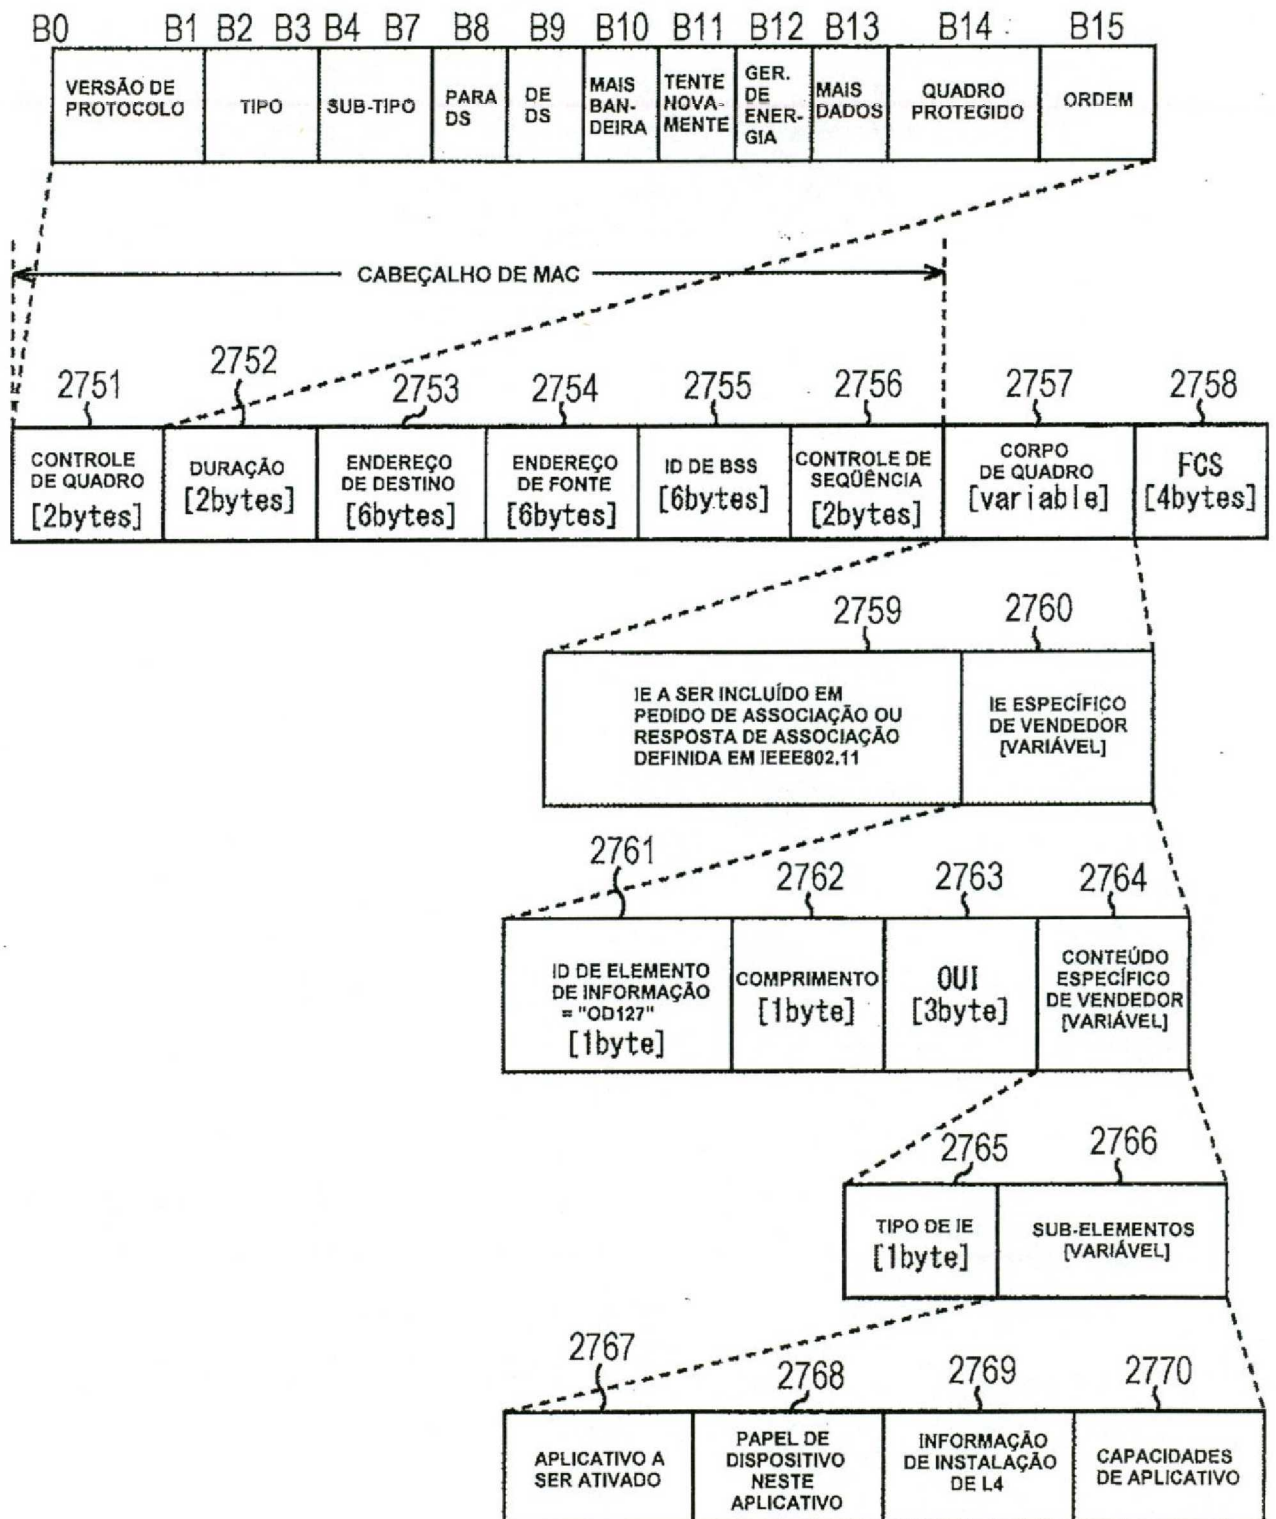 B0 B1 B2 B3 B4 B7 B8 B9 B10 B11 B12 B13 B14 B15
VERSÃO DE
PROTOCOLO
TIPO
SUB-TIPO
PARA
DS
DE
DS
MAIS
BAN-
DEIRA
TENTE
NOVA-
MENTE
GER.
DE
ENER-
GIA
MAIS
DADOS
QUADRO
PROTEGIDO
ORDEM
CABEÇALHO DE MAC
2751 2752 2753 2754 2755 2756 2757 2758
CONTROLE
DE QUADRO
[2bytes]
DURAÇÃO
[2bytes]
ENDEREÇO
DE DESTINO
[6bytes]
ENDEREÇO
DE FONTE
[6bytes]
ID DE BSS
[6bytes]
CONTROLE DE
SEQÜÊNCIA
[2bytes]
CORPO
DE QUADRO
[variable]
FCS
[4bytes]
2759 2760
IE A SER INCLUÍDO EM
PEDIDO DE ASSOCIAÇÃO OU
RESPOSTA DE ASSOCIAÇÃO
DEFINIDA EM IEEE802.11
IE ESPECÍFICO
DE VENDEDOR
[VARIÁVEL]
2761 2762 2763 2764
ID DE ELEMENTO
DE INFORMAÇÃO
= "OD127"
[1byte]
COMPRIMENTO
[1byte]
OUI
[3byte]
CONTEÚDO
ESPECÍFICO
DE VENDEDOR
[VARIÁVEL]
2765 2766
TIPO DE IE
[1byte]
SUB-ELEMENTOS
[VARIÁVEL]
2767 2768 2769 2770
APLICATIVO A
SER ATIVADO
PAPEL DE
DISPOSITIVO
NESTE
APLICATIVO
INFORMAÇÃO
DE INSTALAÇÃO
DE L4
CAPACIDADES
DE APLICATIVO